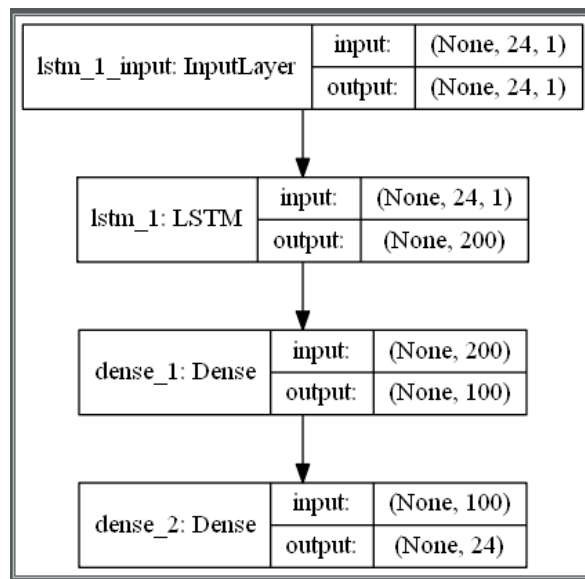 lstm_1_input: InputLayer
input: (None, 24, 1)
output: (None, 24, 1)
lstm_1: LSTM
input: (None, 24, 1)
output: (None, 200)
dense_1: Dense
input: (None, 200)
output: (None, 100)
dense_2: Dense
input: (None, 100)
output: (None, 24)